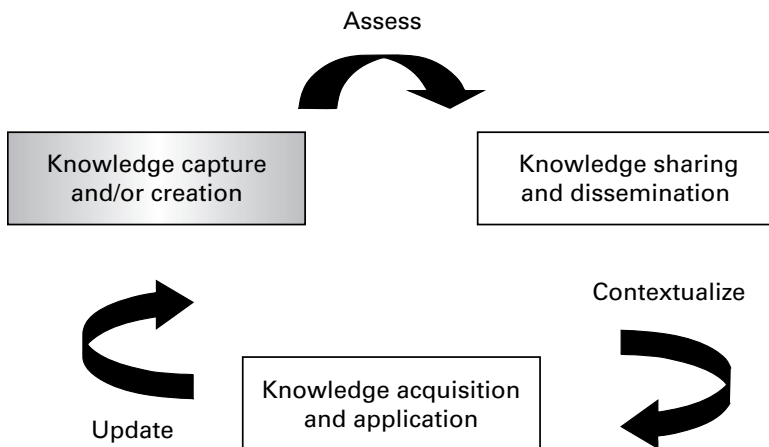 Assess
Knowledge capture
and/or creation
Knowledge sharing
and dissemination
Contextualize
Knowledge acquisition
and application
Update